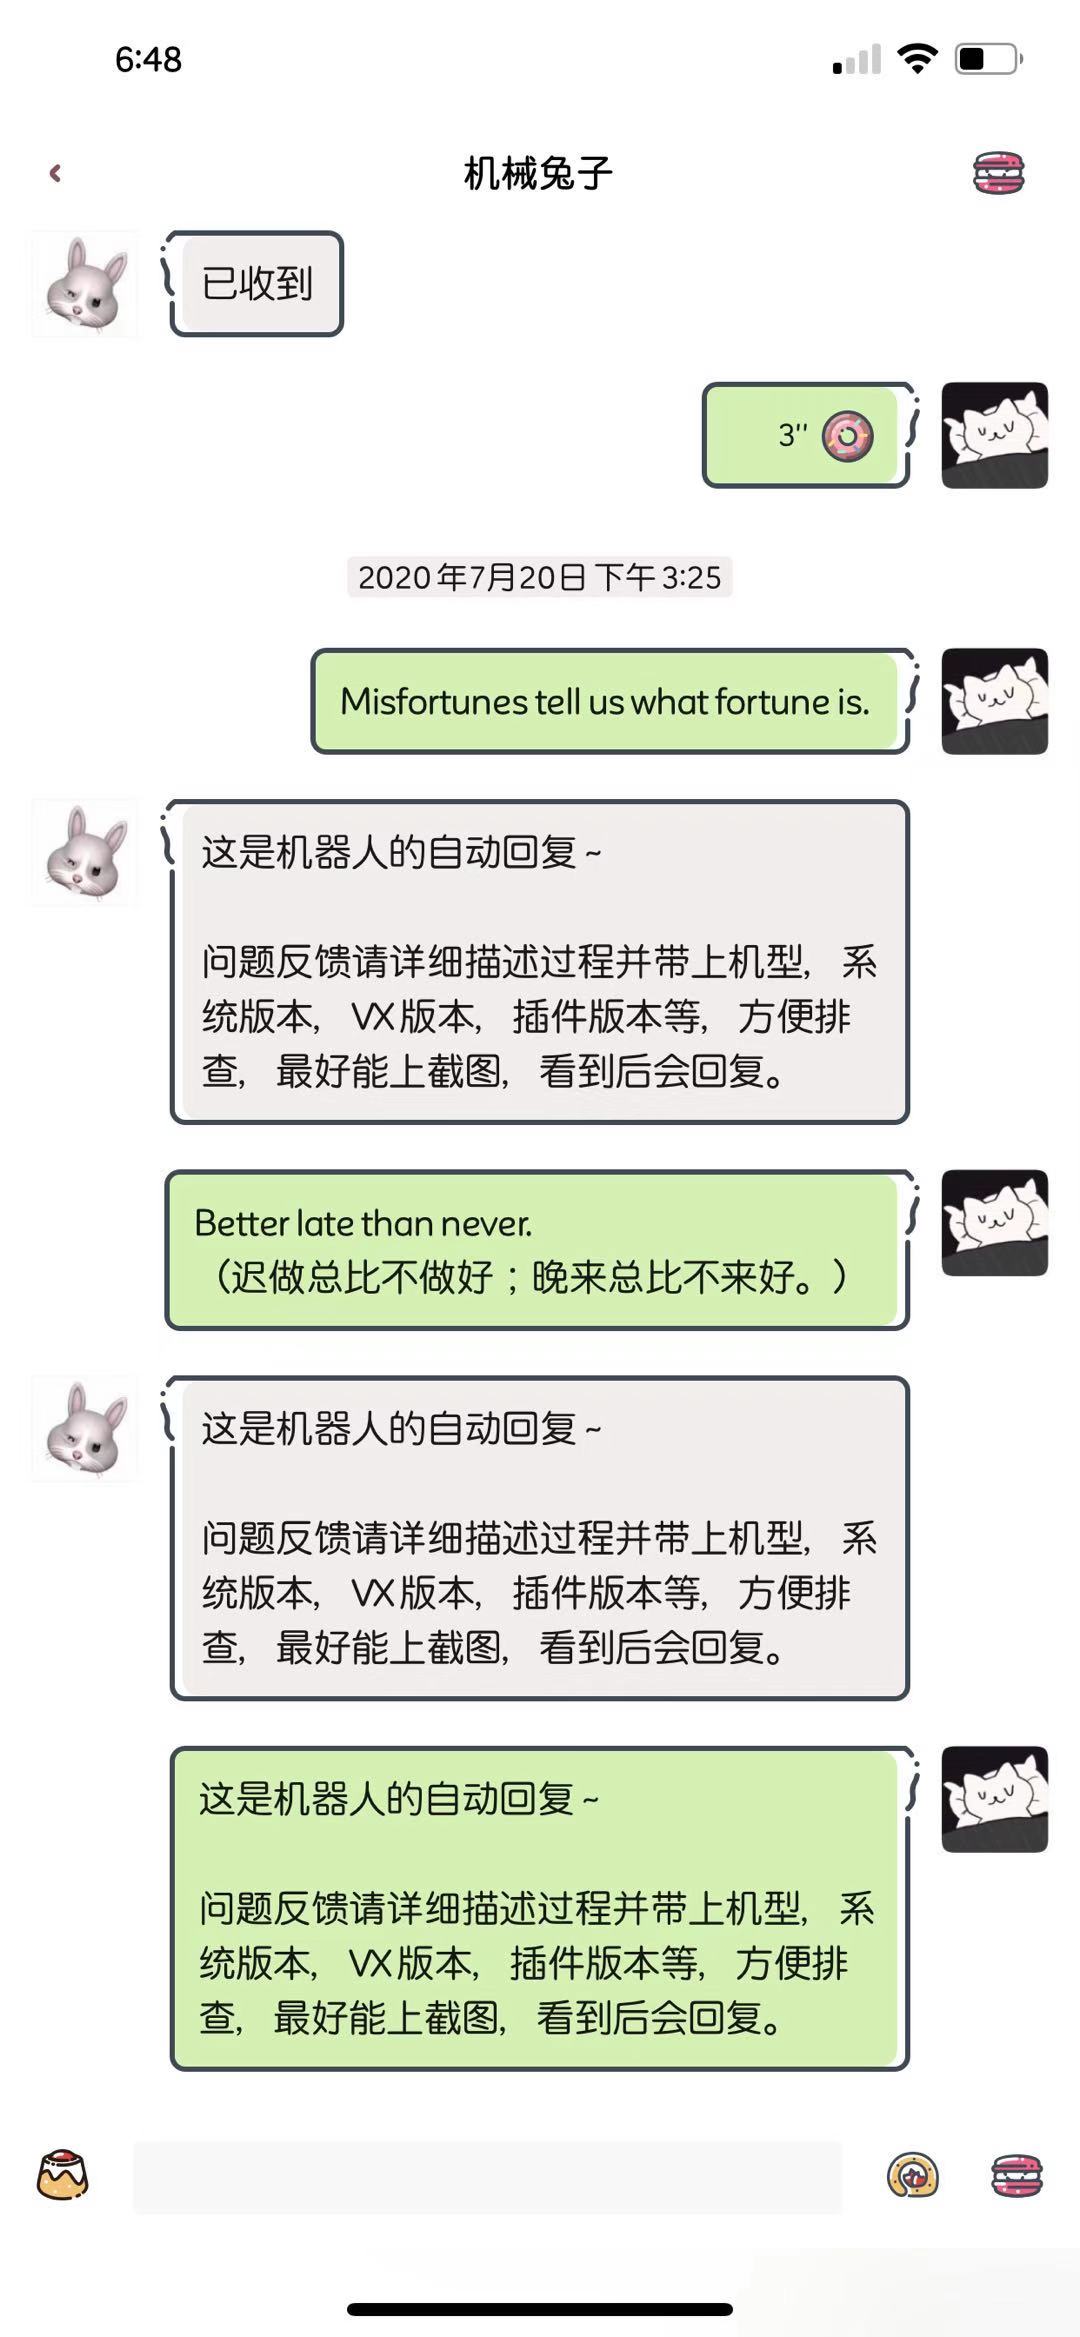 6:48
机械兔子
已收到
3"
2020年7月20日 下午3:25
Misfortunes tell us what fortune is.
这是机器人的自动回复~
问题反馈请详细描述过程并带上机型，系
统版本，VX版本，插件版本等，方便排
查，最好能上截图，看到后会回复。
Better late than never.
（迟做总比不做好；晚来总比不来好。）
这是机器人的自动回复~
问题反馈请详细描述过程并带上机型，系
统版本，VX版本，插件版本等，方便排
查，最好能上截图，看到后会回复。
这是机器人的自动回复~
问题反馈请详细描述过程并带上机型，系
统版本，VX版本，插件版本等，方便排
查，最好能上截图，看到后会回复。